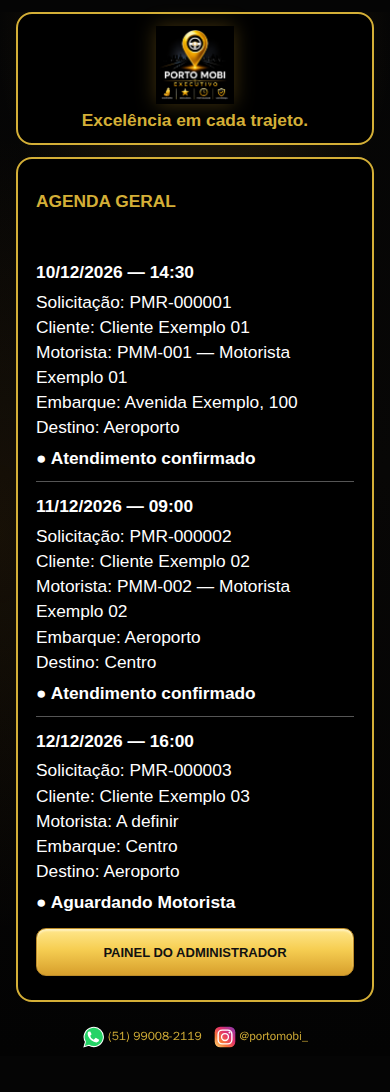 PORTO MOBI
EXECUTIVO
Excelência em cada trajeto.
AGENDA GERAL
10/12/2026 — 14:30
Solicitação: PMR-000001
Cliente: Cliente Exemplo 01
Motorista: PMM-001 — Motorista
Exemplo 01
Embarque: Avenida Exemplo, 100
Destino: Aeroporto
● Atendimento confirmado
11/12/2026 — 09:00
Solicitação: PMR-000002
Cliente: Cliente Exemplo 02
Motorista: PMM-002 — Motorista
Exemplo 02
Embarque: Aeroporto
Destino: Centro
● Atendimento confirmado
12/12/2026 — 16:00
Solicitação: PMR-000003
Cliente: Cliente Exemplo 03
Motorista: A definir
Embarque: Centro
Destino: Aeroporto
● Aguardando Motorista
PAINEL DO ADMINISTRADOR
(51) 99008-2119 @portomobi_